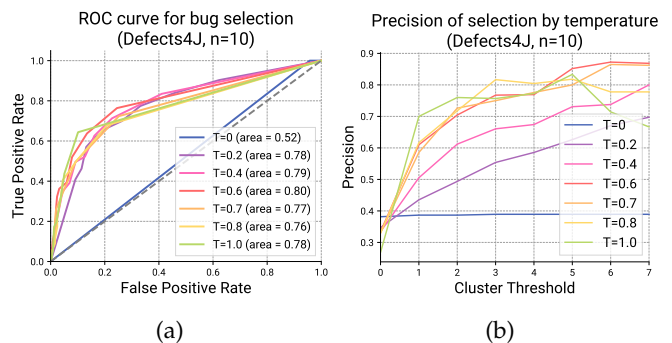 ROC curve for bug selection
(Defects4J, n=10)
True Positive Rate
1.0
0.8
0.6
0.4
0.2
0.0
0.0 0.2 0.4 0.6 0.8 1.0
False Positive Rate
T=0 (area = 0.52)
T=0.2 (area = 0.78)
T=0.4 (area = 0.79)
T=0.6 (area = 0.80)
T=0.7 (area = 0.77)
T=0.8 (area = 0.76)
T=1.0 (area = 0.78)
(a)
Precision of selection by temperature
(Defects4J, n=10)
Precision
0.9
0.8
0.7
0.6
0.5
0.4
0.3
0 1 2 3 4 5 6 7
Cluster Threshold
T=0
T=0.2
T=0.4
T=0.6
T=0.7
T=0.8
T=1.0
(b)